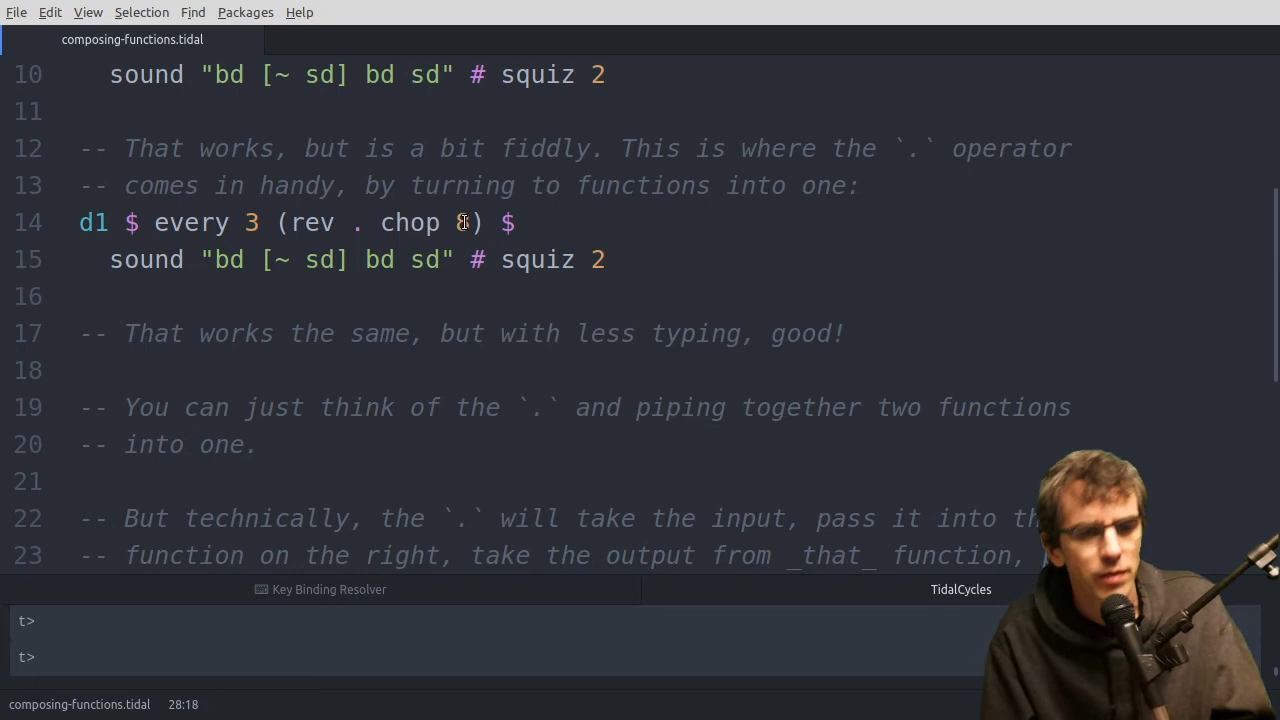 File Edit View Selection Find Packages Help
composing-functions.tidal
10 sound "bd [~ sd] bd sd" # squiz 2
11
12 -- That works, but is a bit fiddly. This is where the `.` operator
13 -- comes in handy, by turning to functions into one:
14 d1 $ every 3 (rev . chop 8) $
15 sound "bd [~ sd] bd sd" # squiz 2
16
17 -- That works the same, but with less typing, good!
18
19 -- You can just think of the `.` and piping together two functions
20 -- into one.
21
22 -- But technically, the `.` will take the input, pass it into
23 -- function on the right, take the output from _that_ function,
Key Binding Resolver TidalCycles
t>
t>
composing-functions.tidal 28:18